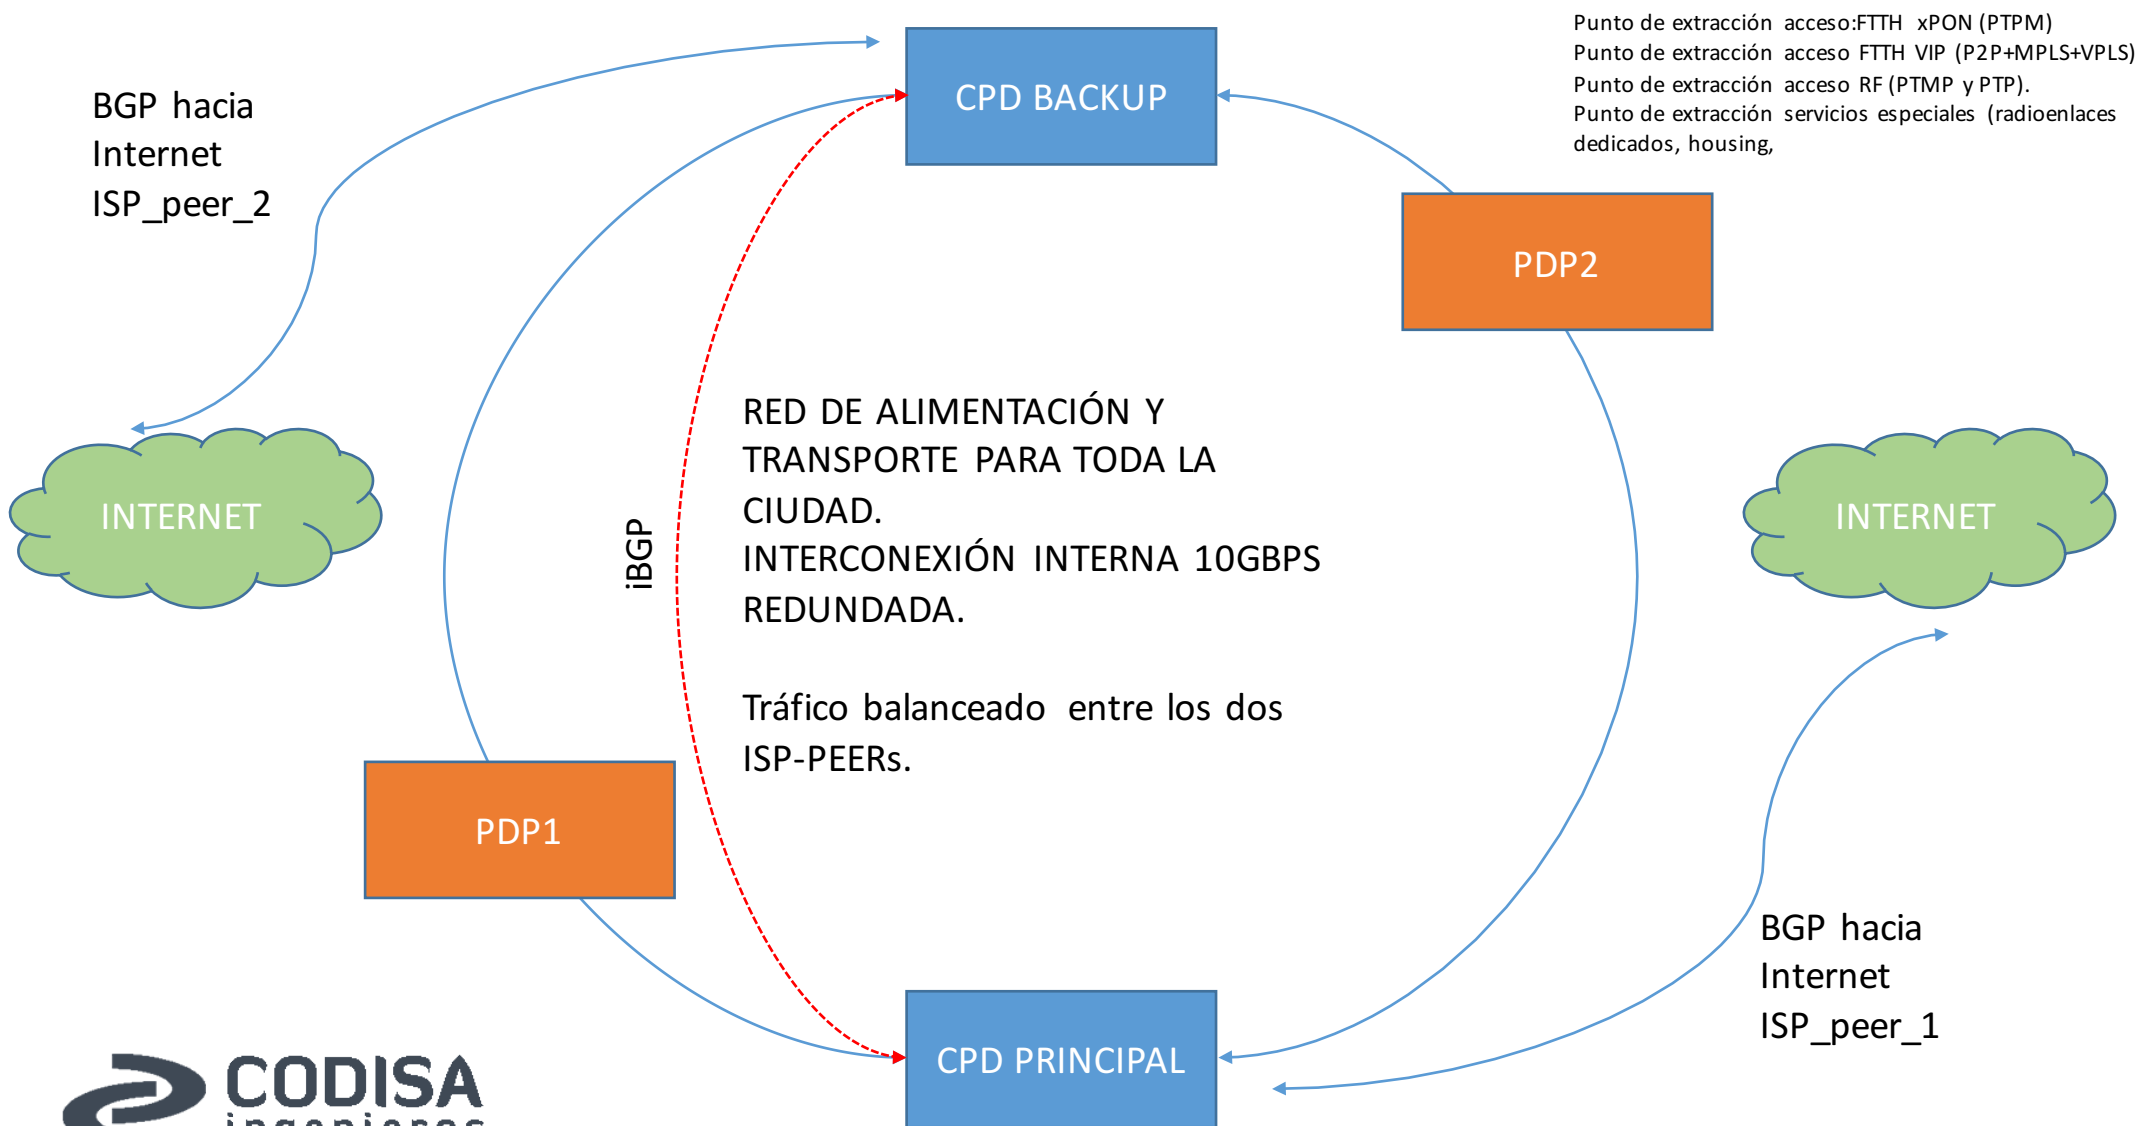 Punto de extracción acceso:FTTH xPON (PTPM)
Punto de extracción acceso FTTH VIP (P2P+MPLS+VPLS)
Punto de extracción acceso RF (PTMP y PTP).
Punto de extracción servicios especiales (radioenlaces
dedicados, housing,
BGP hacia
Internet
ISP_peer_2
CPD BACKUP
PDP2
INTERNET
iBGP
RED DE ALIMENTACIÓN Y
TRANSPORTE PARA TODA LA
CIUDAD.
INTERCONEXIÓN INTERNA 10GBPS
REDUNDADA.
Tráfico balanceado entre los dos
ISP-PEERs.
INTERNET
PDP1
BGP hacia
Internet
ISP_peer_1
CPD PRINCIPAL
CODISA
ingenieros